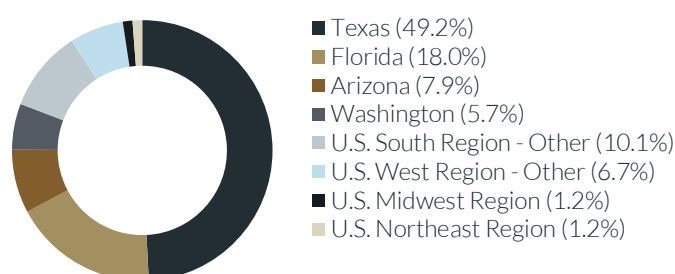 Texas (49.2%)
Florida (18.0%)
Arizona (7.9%)
Washington (5.7%)
U.S. South Region - Other (10.1%)
U.S. West Region - Other (6.7%)
U.S. Midwest Region (1.2%)
U.S. Northeast Region (1.2%)